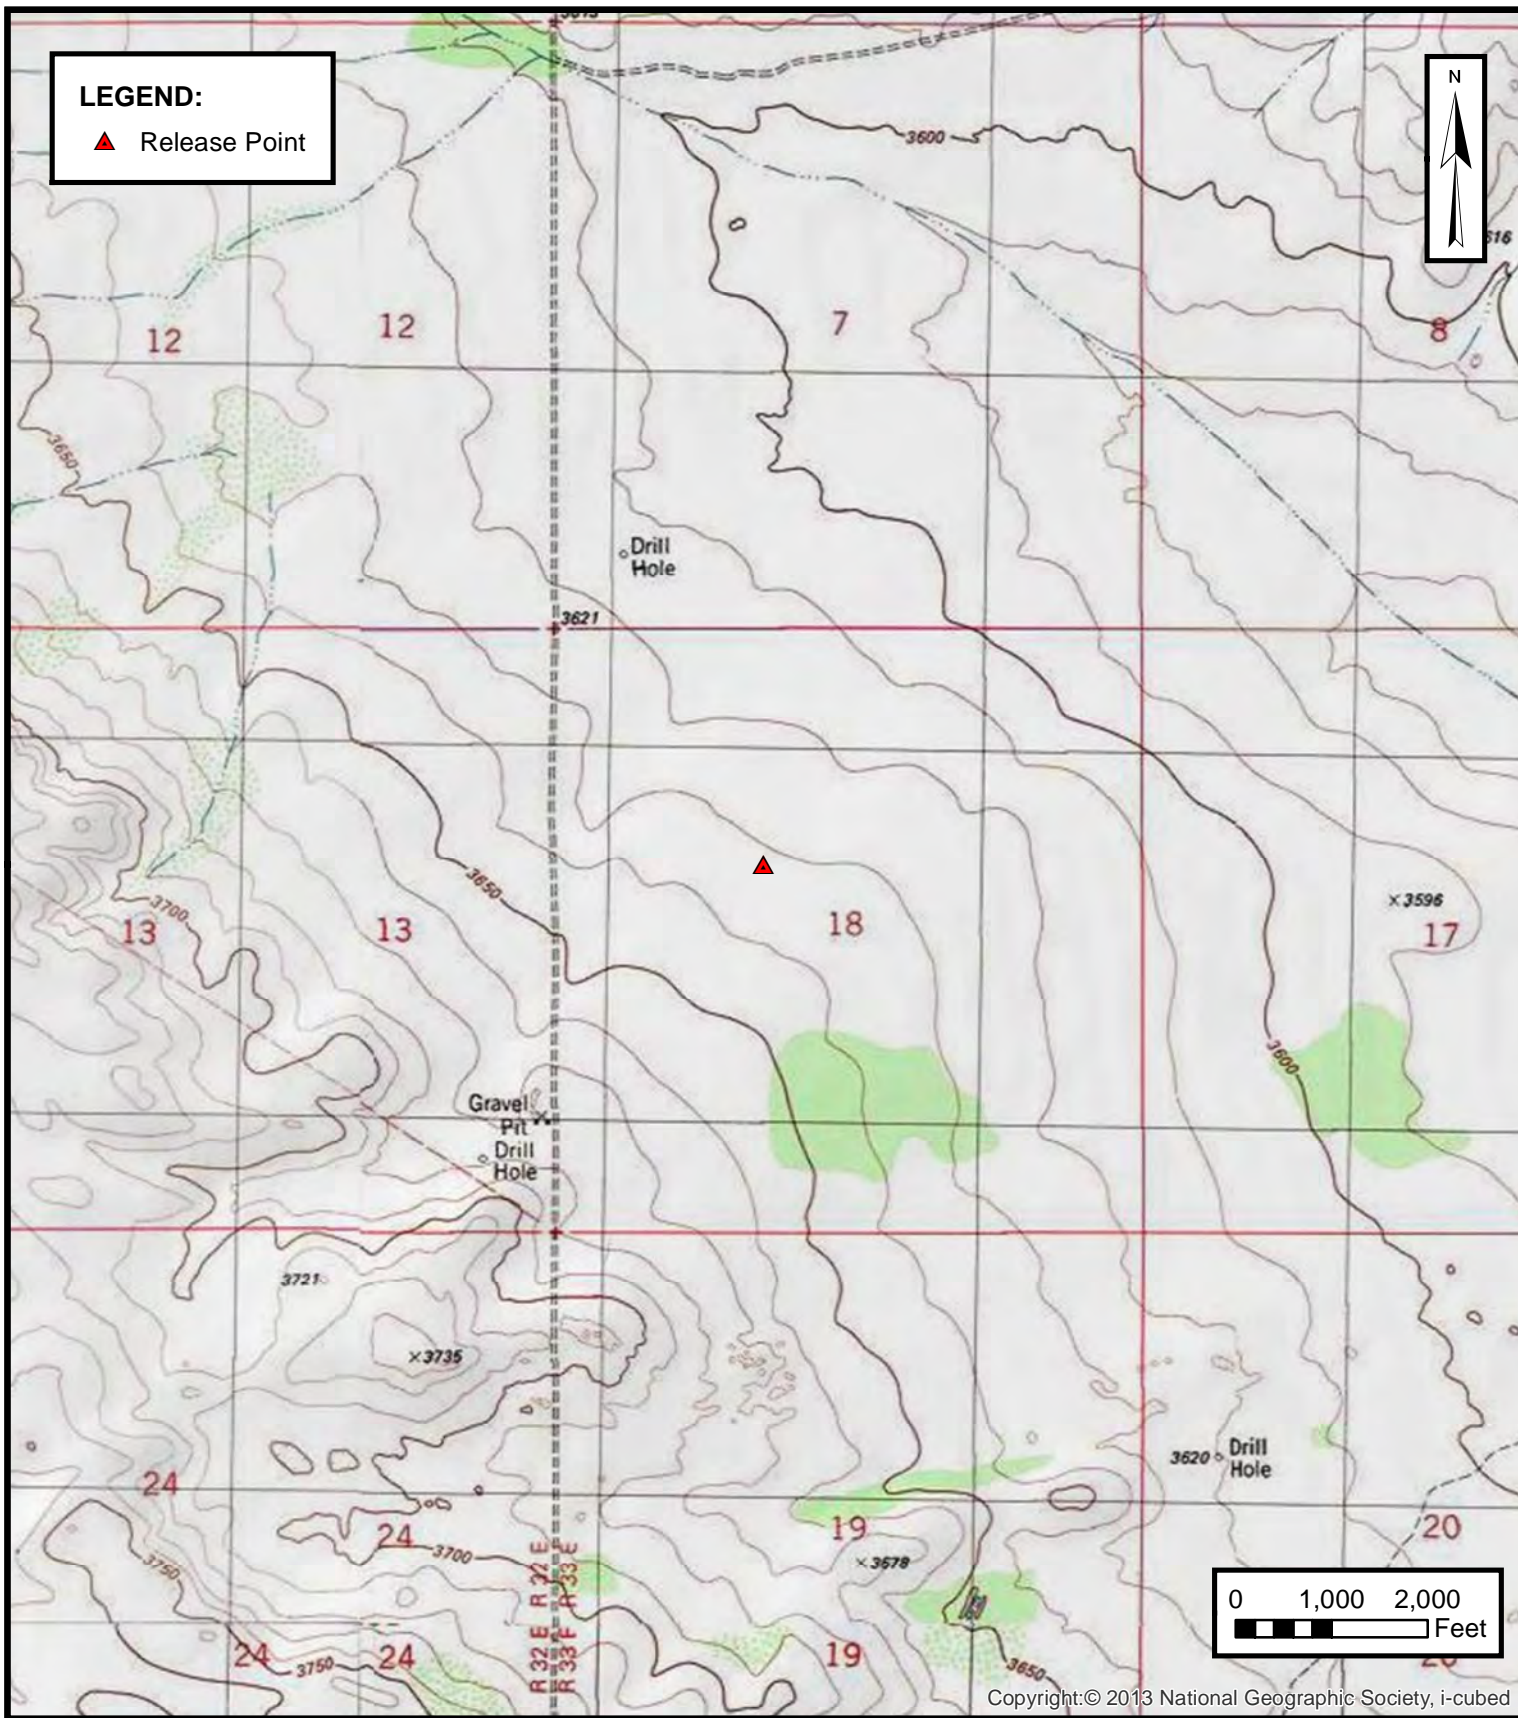 LEGEND:
Release Point
N
3600
12
12
7
8
3650
Drill
Hole
3621
3650
3700
13
13
18
3596
17
3600
Gravel
Pit
Drill
Hole
3721
3735
3620
Drill
Hole
24
24
19
20
3700
3750
3678
R 32 E
R 33 E
0 1,000 2,000
Feet
24
24
19
3750
R 32 E
R 33 E
3650
Copyright:© 2013 National Geographic Society, i-cubed